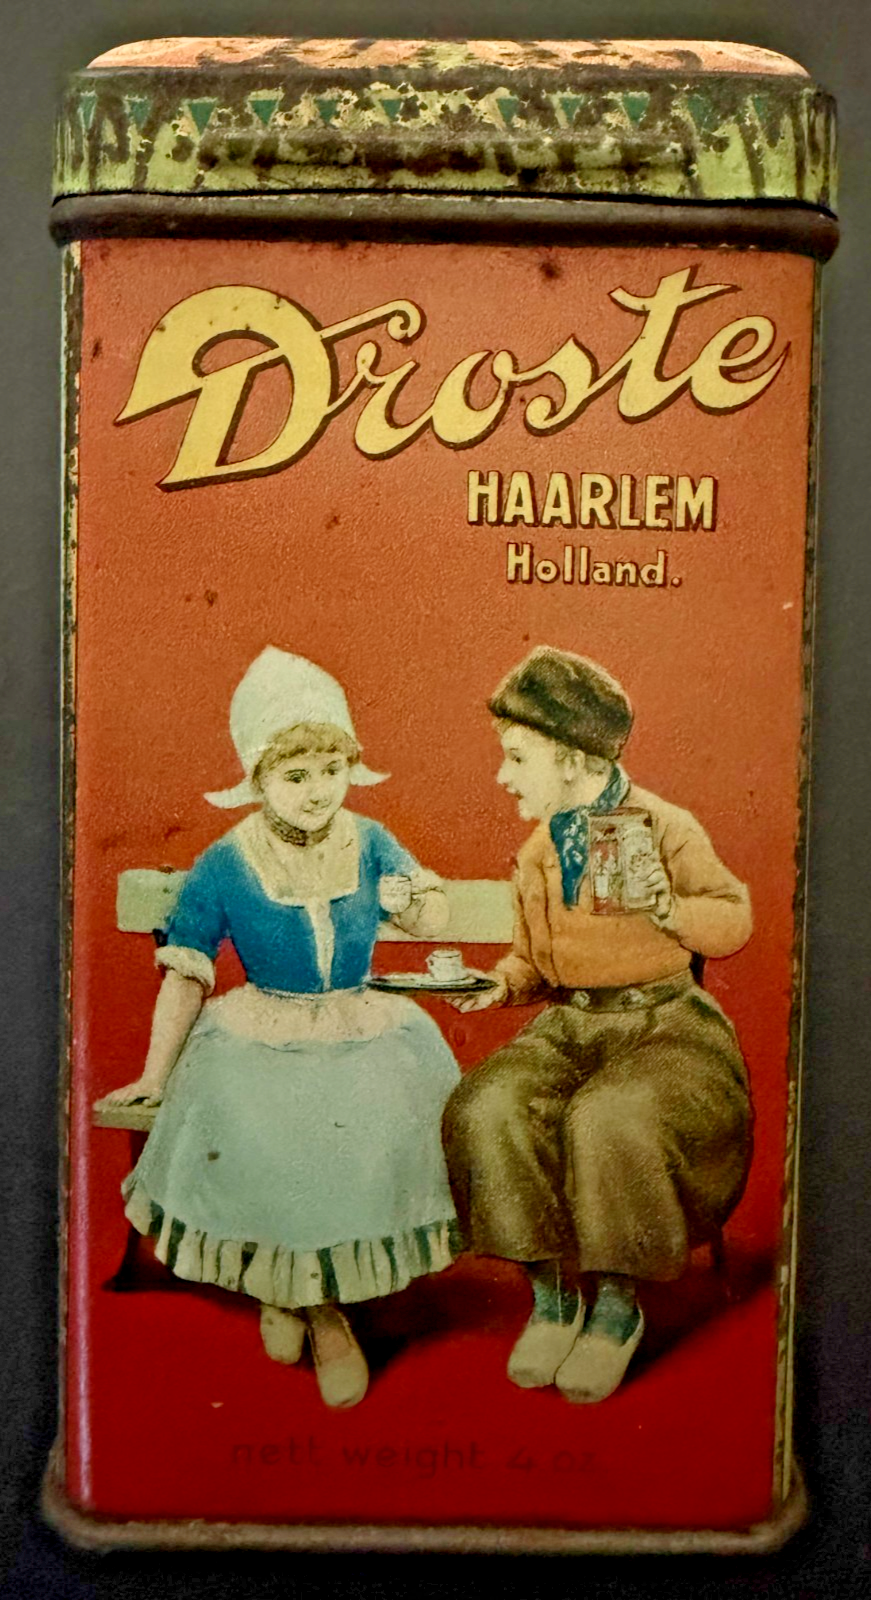 Droste
HAARLEM
Holland.
nett weight 4 oz